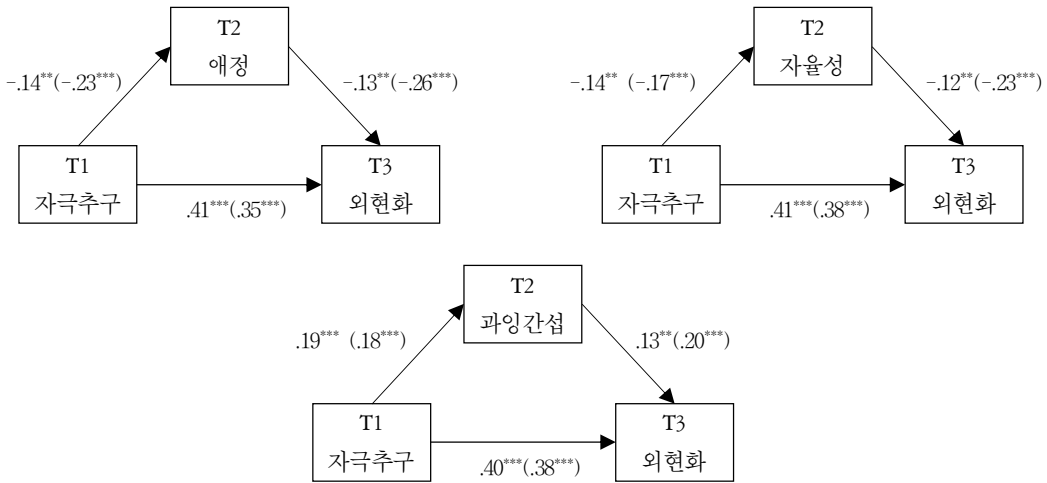 T2
애정
-.14**(-.23***)
-.13**(-.26***)
T1
자극추구
T3
외현화
.41***(.35***)
T2
자율성
-.14** (-.17***)
-.12**(-.23***)
T1
자극추구
T3
외현화
.41***(.38***)
T2
과잉간섭
.19*** (.18***)
.13**(.20***)
T1
자극추구
T3
외현화
.40***(.38***)